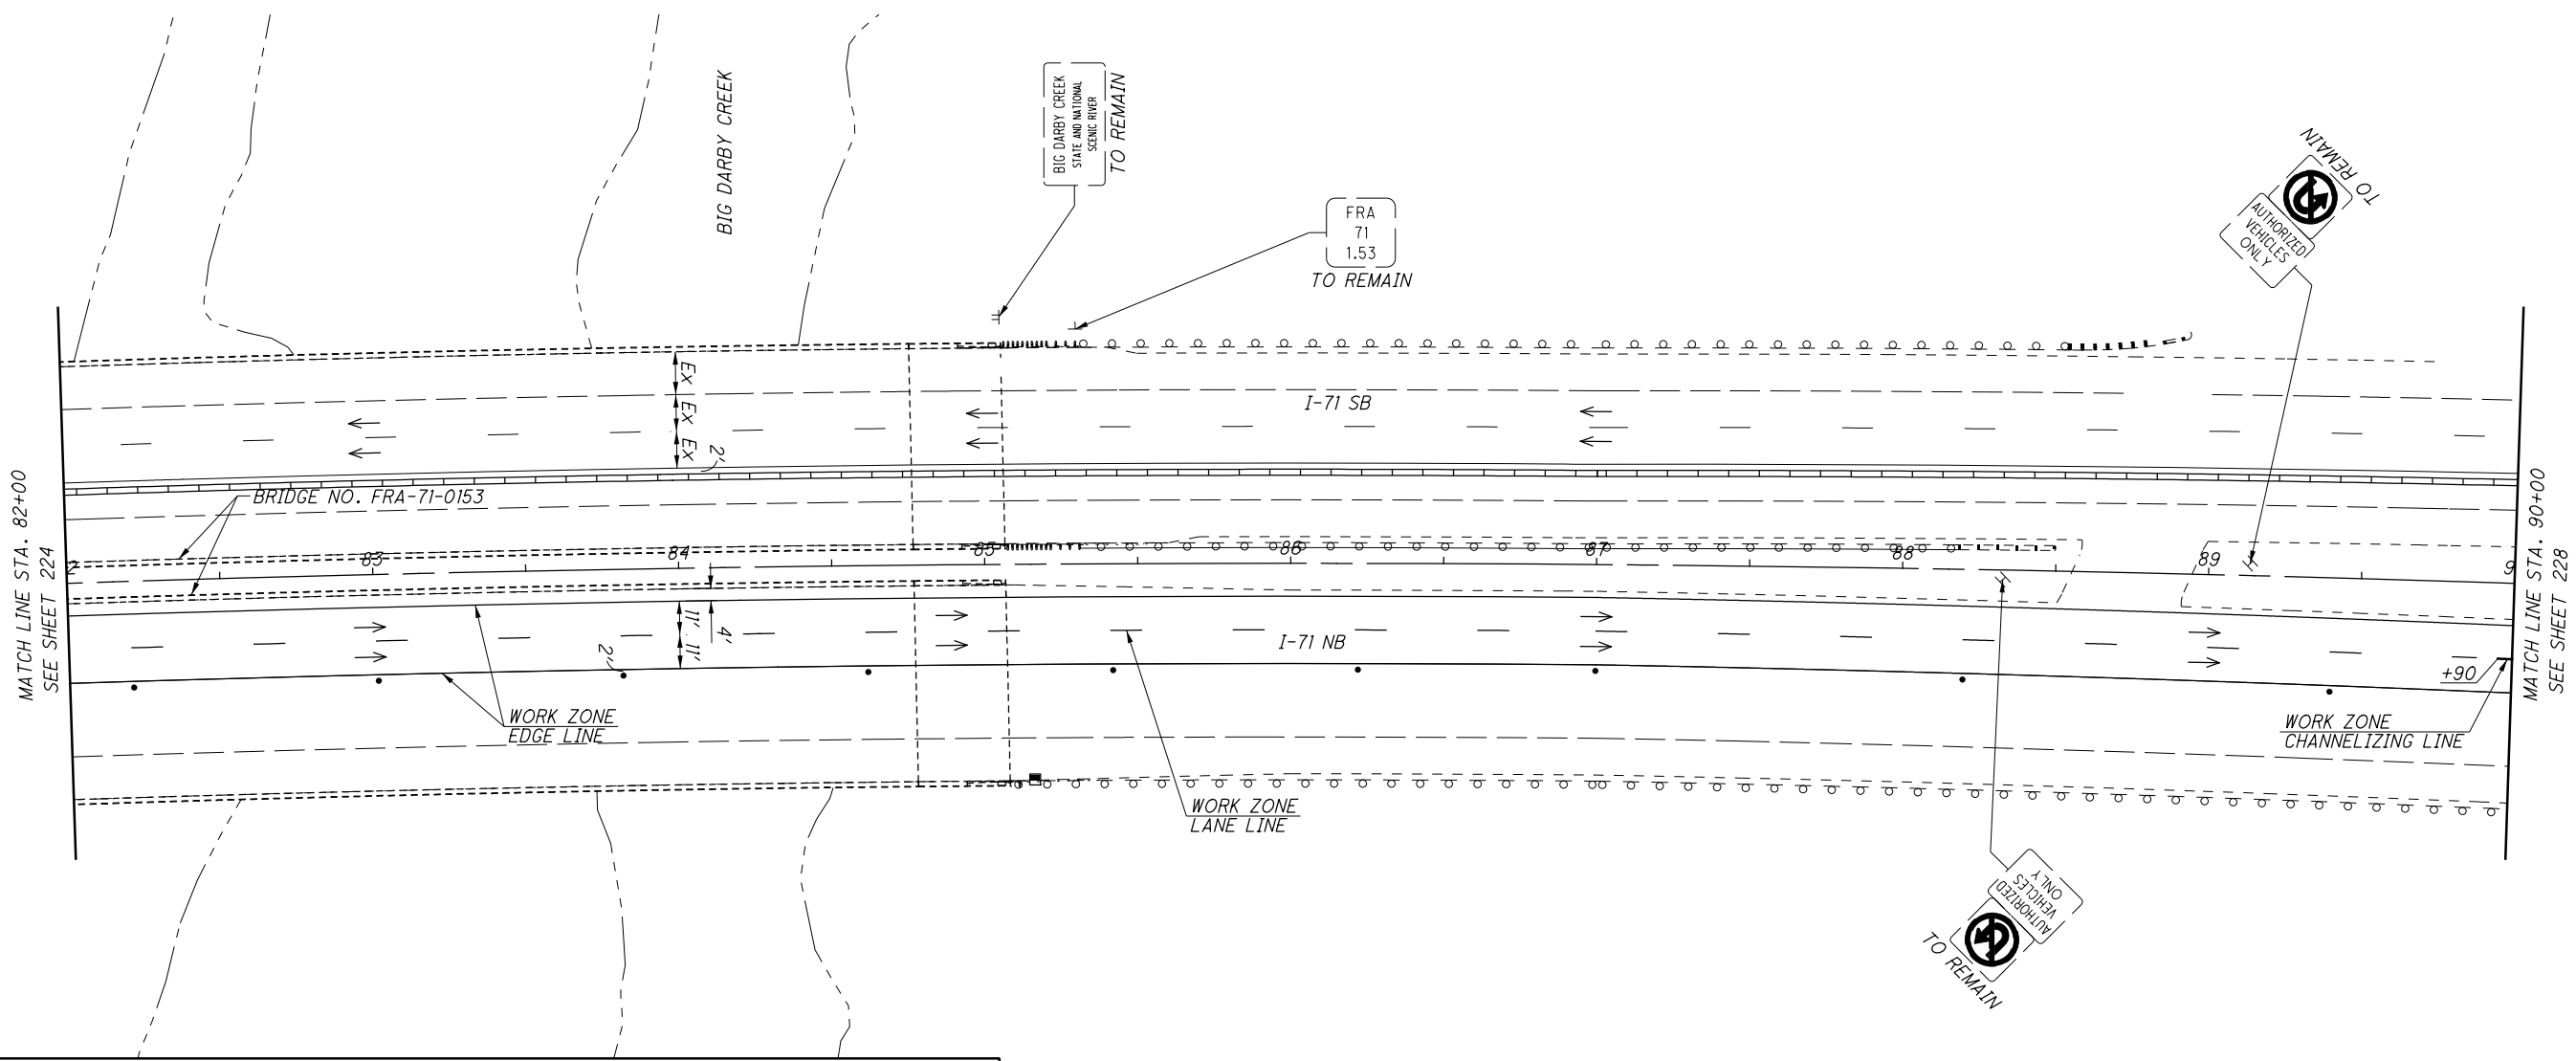 BIG DARBY CREEK
BIG DARBY CREEK
STATE AND NATIONAL
SCENIC RIVER
TO REMAIN
FRA
71
1.53
TO REMAIN
TO REMAIN
AUTHORIZED
VEHICLES
ONLY
MATCH LINE STA. 82+00
SEE SHEET 224
Ex
Ex
Ex
2'
I-71 SB
BRIDGE NO. FRA-71-0153
2
83
84
85
86
87
88
89
9
11'
11'
4'
2'
I-71 NB
WORK ZONE
EDGE LINE
WORK ZONE
LANE LINE
+90
WORK ZONE
CHANNELIZING LINE
MATCH LINE STA. 90+00
SEE SHEET 228
AUTHORIZED
VEHICLES
ONLY
TO REMAIN